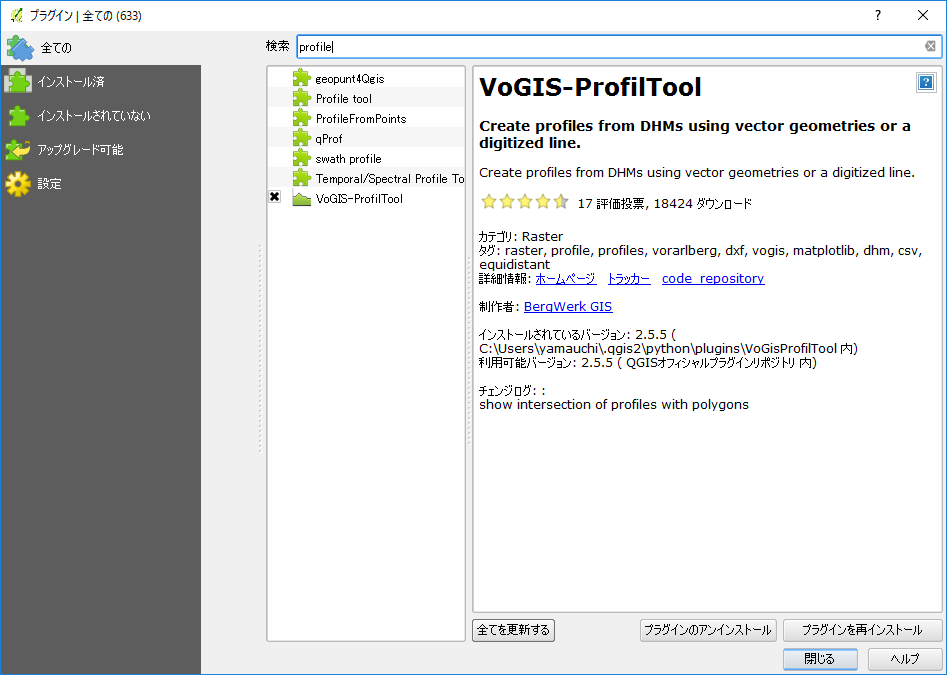 プラグイン | 全ての (633)
?
全ての
インストール済
インストールされていない
アップグレード可能
設定
検索 profile
geopunt4Qgis
Profile tool
ProfileFromPoints
qProf
swath profile
Temporal/Spectral Profile To
VoGIS-ProfilTool
VoGIS-ProfilTool
?
Create profiles from DHMs using vector geometries or a
digitized line.
Create profiles from DHMs using vector geometries or a digitized line.
17 評価投票, 18424 ダウンロード
カテゴリ: Raster
タグ: raster, profile, profiles, vorarlberg, dxf, vogis, matplotlib, dhm, csv,
equidistant
詳細情報: ホームページ トラッカー code_repository
制作者: BergWerk GIS
インストールされているバージョン: 2.5.5 (
C:\Users\yamauchi\.qgis2\python\plugins\VoGisProfilTool 内)
利用可能バージョン: 2.5.5 ( QGISオフィシャルプラグインリポジトリ 内)
チェンジログ: :
show intersection of profiles with polygons
全てを更新する
プラグインのアンインストール
プラグインを再インストール
閉じる
ヘルプ